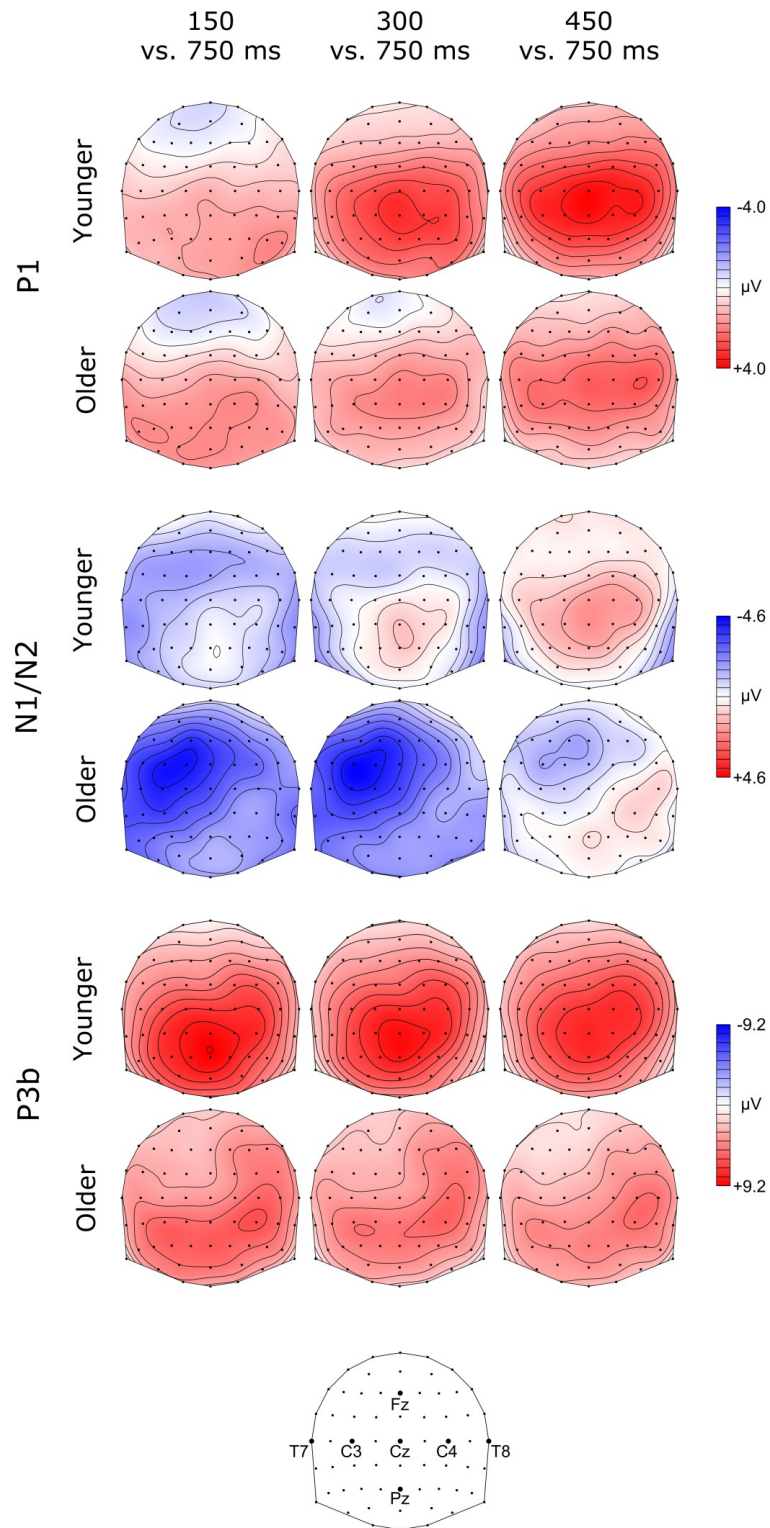 150
vs. 750 ms
300
vs. 750 ms
450
vs. 750 ms
P1
Younger
Older
-4.0
µV
+4.0
N1/N2
Younger
Older
-4.6
µV
+4.6
P3b
Younger
Older
-9.2
µV
+9.2
Fz
T7 C3 Cz C4 T8
Pz